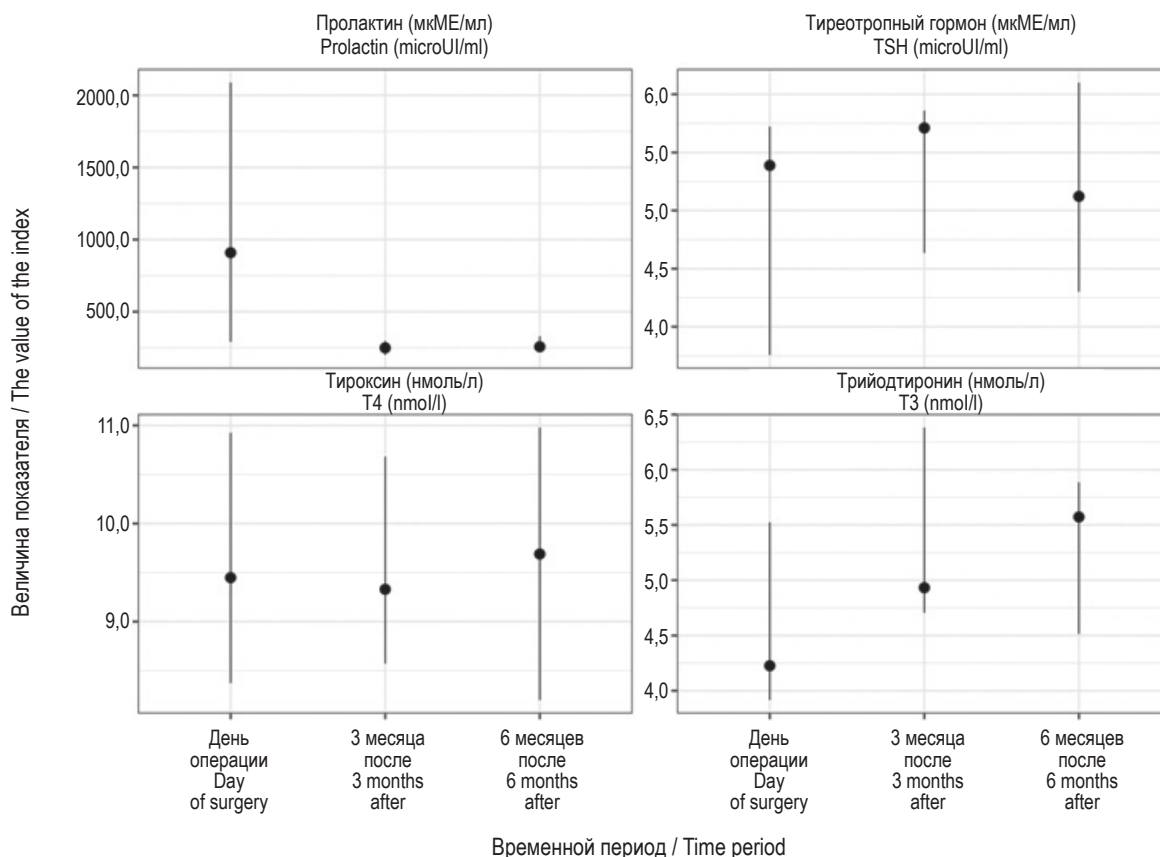 Пролактин (мкМЕ/мл)
Prolactin (microUI/ml)
Тиреотропный гормон (мкМЕ/мл)
TSH (microUI/ml)
2000,0
1500,0
1000,0
500,0
6,0
5,0
5,0
4,5
4,0
Величина показателя / The value of the index
Тироксин (нмоль/л)
T4 (nmol/l)
Трийодтиронин (нмоль/л)
T3 (nmol/l)
11,0
10,0
9,0
6,5
6,0
5,5
5,0
4,5
4,0
День
операции
Day
of surgery
3 месяца
после
3 months
after
6 месяцев
после
6 months
after
День
операции
Day
of surgery
3 месяца
после
3 months
after
6 месяцев
после
6 months
after
Временной период / Time period